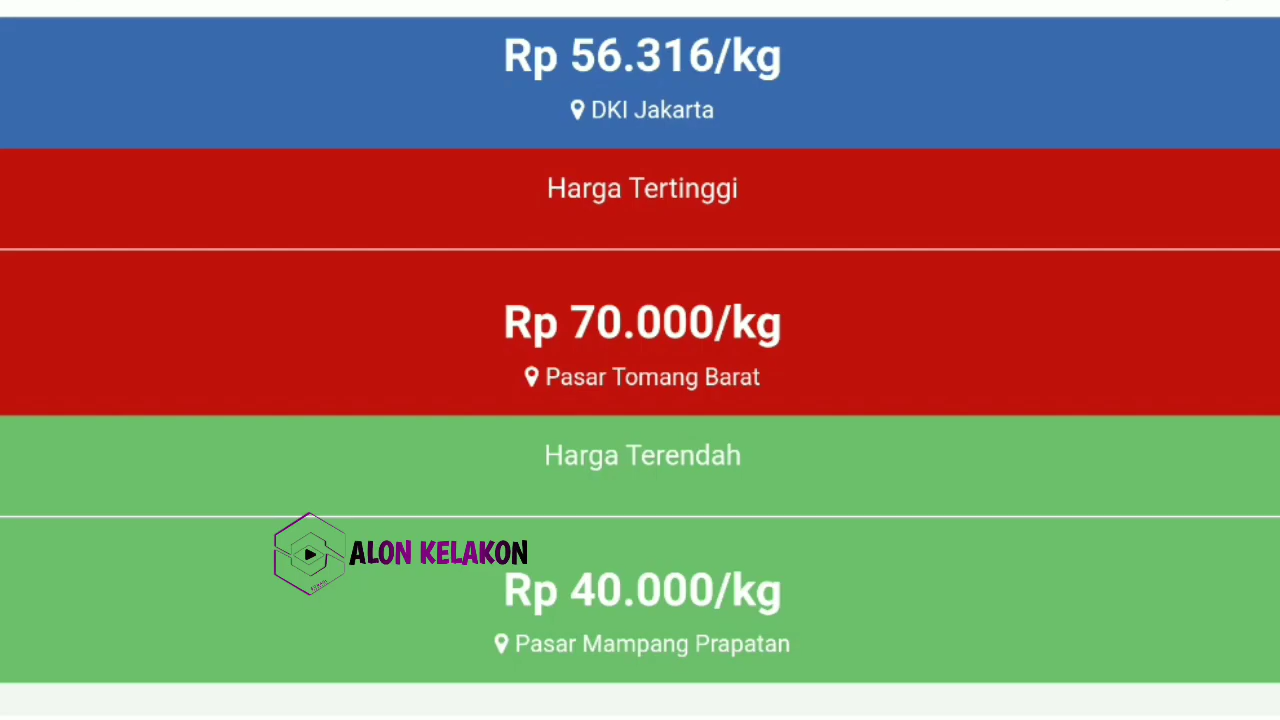 Rp 56.316/kg
DKI Jakarta
Harga Tertinggi
Rp 70.000/kg
Pasar Tomang Barat
Harga Terendah
ALON KELAKON
Rp 40.000/kg
Pasar Mampang Prapatan